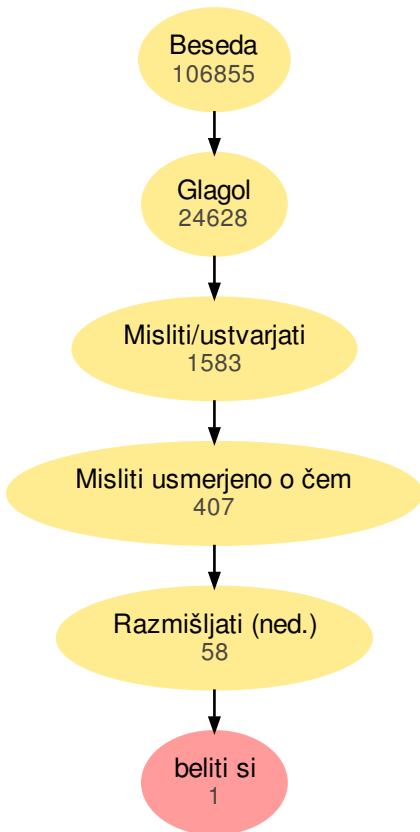 Beseda
106855
Glagol
24628
Misliti/ustvarjati
1583
Misliti usmerjeno o čem
407
Razmišljati (ned.)
58
beliti si
1